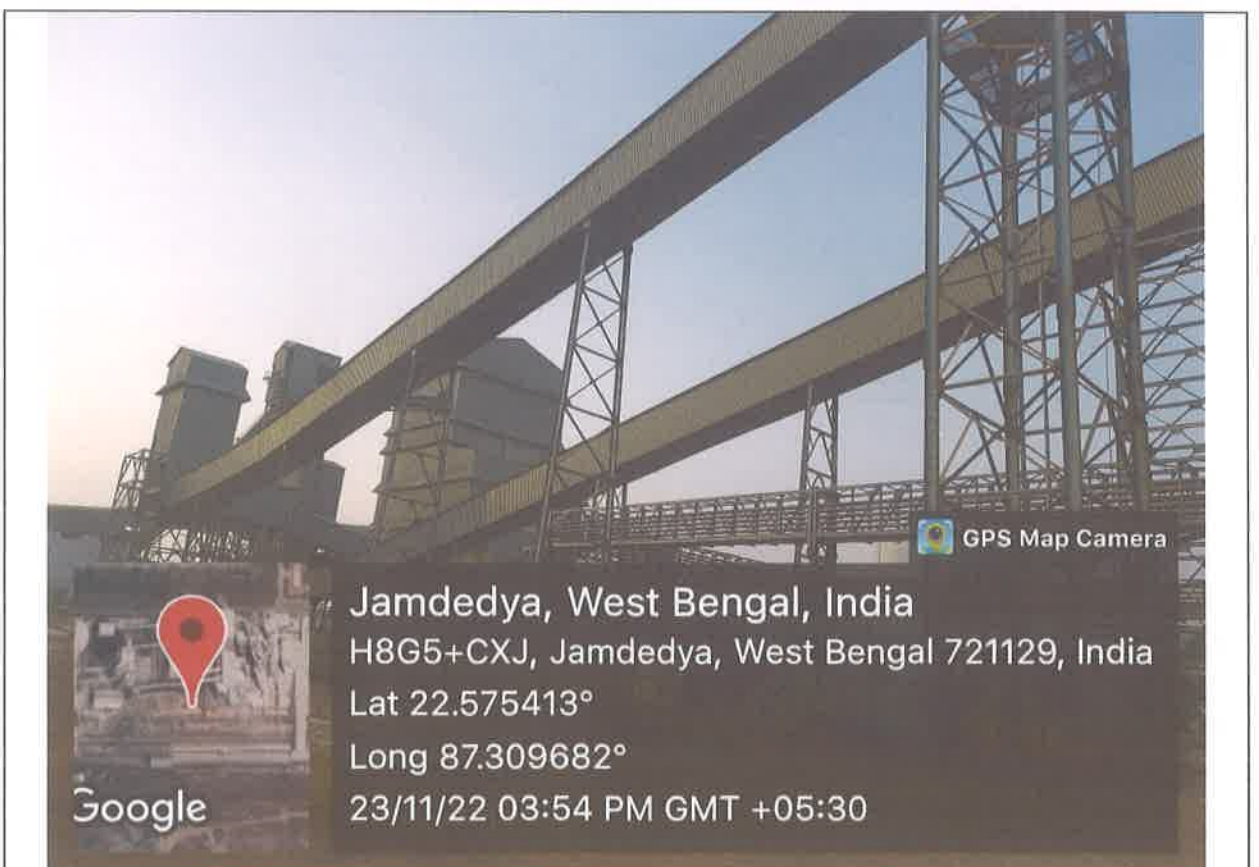 GPS Map Camera
Jamdedya, West Bengal, India
H8G5+CXJ, Jamdedya, West Bengal 721129, India
Lat 22.575413°
Long 87.309682°
23/11/22 03:54 PM GMT +05:30
Google